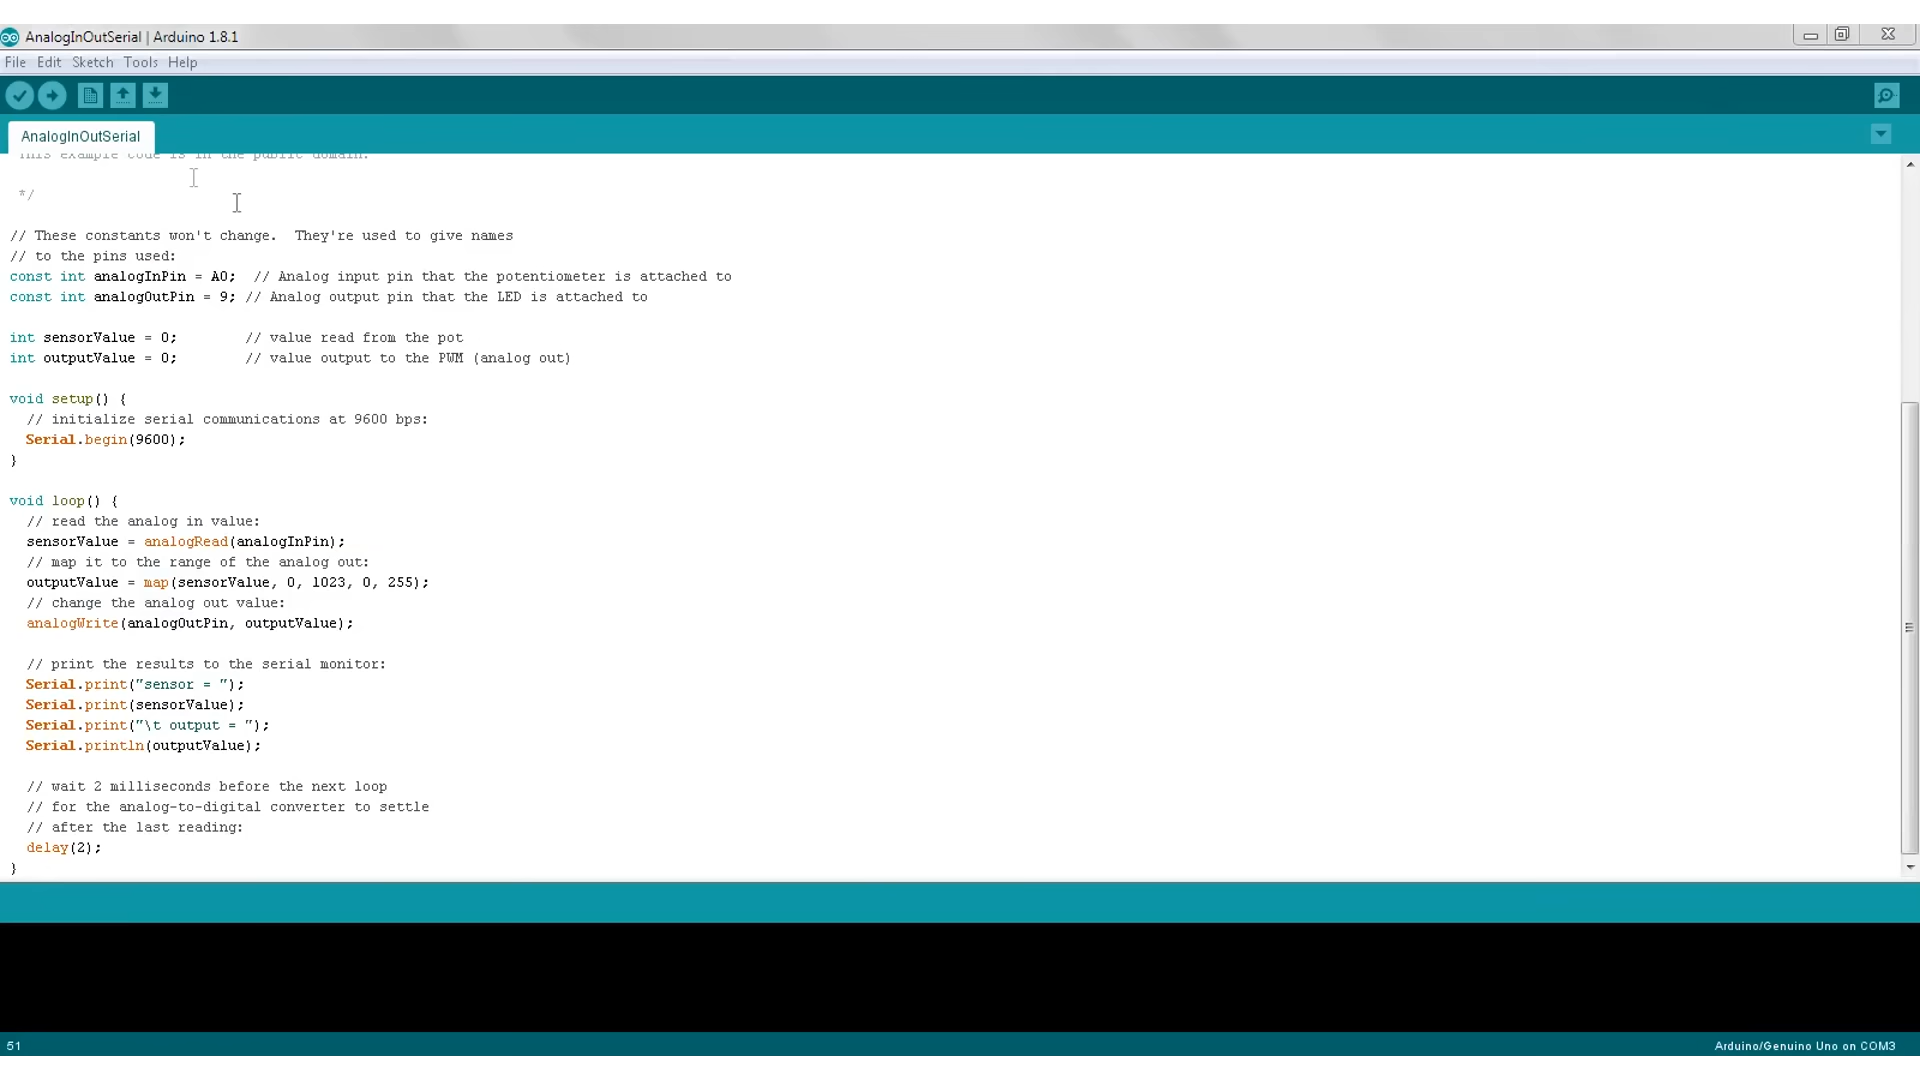 AnalogInOutSerial | Arduino 1.8.1
File Edit Sketch Tools Help
AnalogInOutSerial
This example code is in the public domain.
*/
// These constants won't change.  They're used to give names
// to the pins used:
const int analogInPin = A0;  // Analog input pin that the potentiometer is attached to
const int analogOutPin = 9; // Analog output pin that the LED is attached to
int sensorValue = 0;        // value read from the pot
int outputValue = 0;        // value output to the PWM (analog out)
void setup() {
// initialize serial communications at 9600 bps:
Serial.begin(9600);
}
void loop() {
// read the analog in value:
sensorValue = analogRead(analogInPin);
// map it to the range of the analog out:
outputValue = map(sensorValue, 0, 1023, 0, 255);
// change the analog out value:
analogWrite(analogOutPin, outputValue);
// print the results to the serial monitor:
Serial.print("sensor = ");
Serial.print(sensorValue);
Serial.print("\t output = ");
Serial.println(outputValue);
// wait 2 milliseconds before the next loop
// for the analog-to-digital converter to settle
// after the last reading:
delay(2);
}
51
Arduino/Genuino Uno on COM3